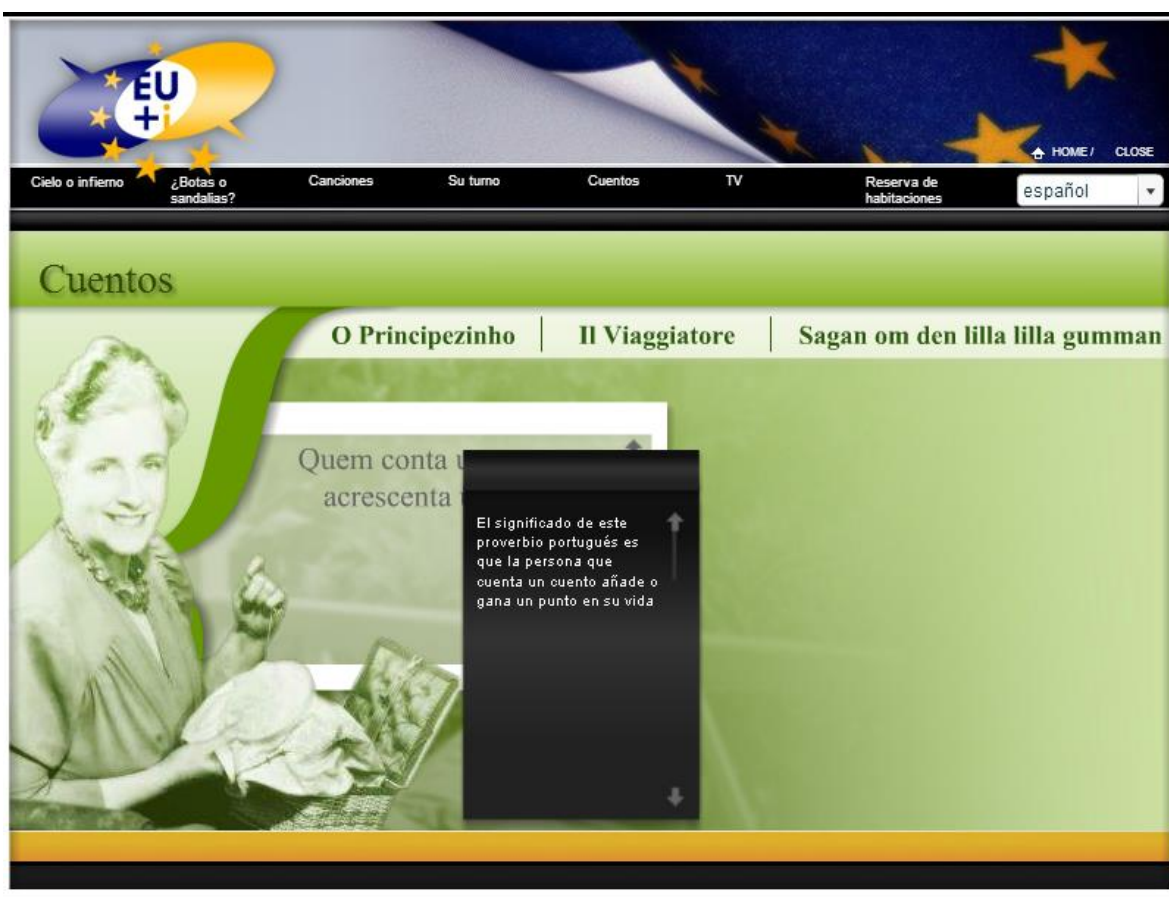 EU
+i
HOME /
CLOSE
Cielo o infierno
¿Botas o
sandalias?
Canciones
Su turno
Cuentos
TV
Reserva de
habitaciones
español
Cuentos
O Principezinho
Il Viaggiatore
Sagan om den lilla lilla gumman
Quem conta
acrescenta
El significado de este
proverbio portugués es
que la persona que
cuenta un cuento añade o
gana un punto en su vida